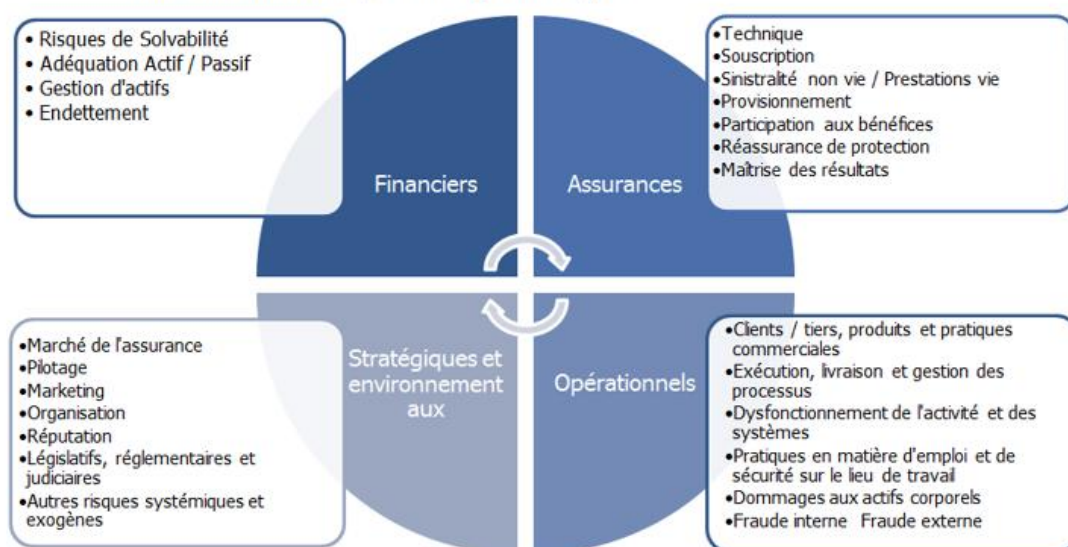 • Risques de Solvabilité
• Adéquation Actif / Passif
• Gestion d'actifs
• Endettement
Financiers
•Technique
•Souscription
•Sinistralité non vie / Prestations vie
•Provisionnement
•Participation aux bénéfices
•Réassurance de protection
•Maîtrise des résultats
Assurances
•Marché de l'assurance
•Pilotage
•Marketing
•Organisation
•Réputation
•Législatifs, réglementaires et
judiciaires
•Autres risques systémiques et
exogènes
Stratégiques et
environnement
aux
Opérationnels
•Clients / tiers, produits et pratiques
commerciales
•Exécution, livraison et gestion des
processus
•Dysfonctionnement de l'activité et des
systèmes
•Pratiques en matière d'emploi et de
sécurité sur le lieu de travail
•Dommages aux actifs corporels
•Fraude interne Fraude externe